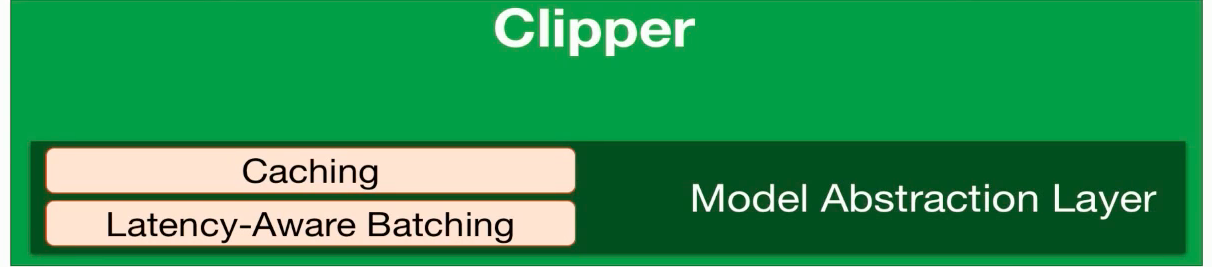 Clipper
Caching
Latency-Aware Batching
Model Abstraction Layer